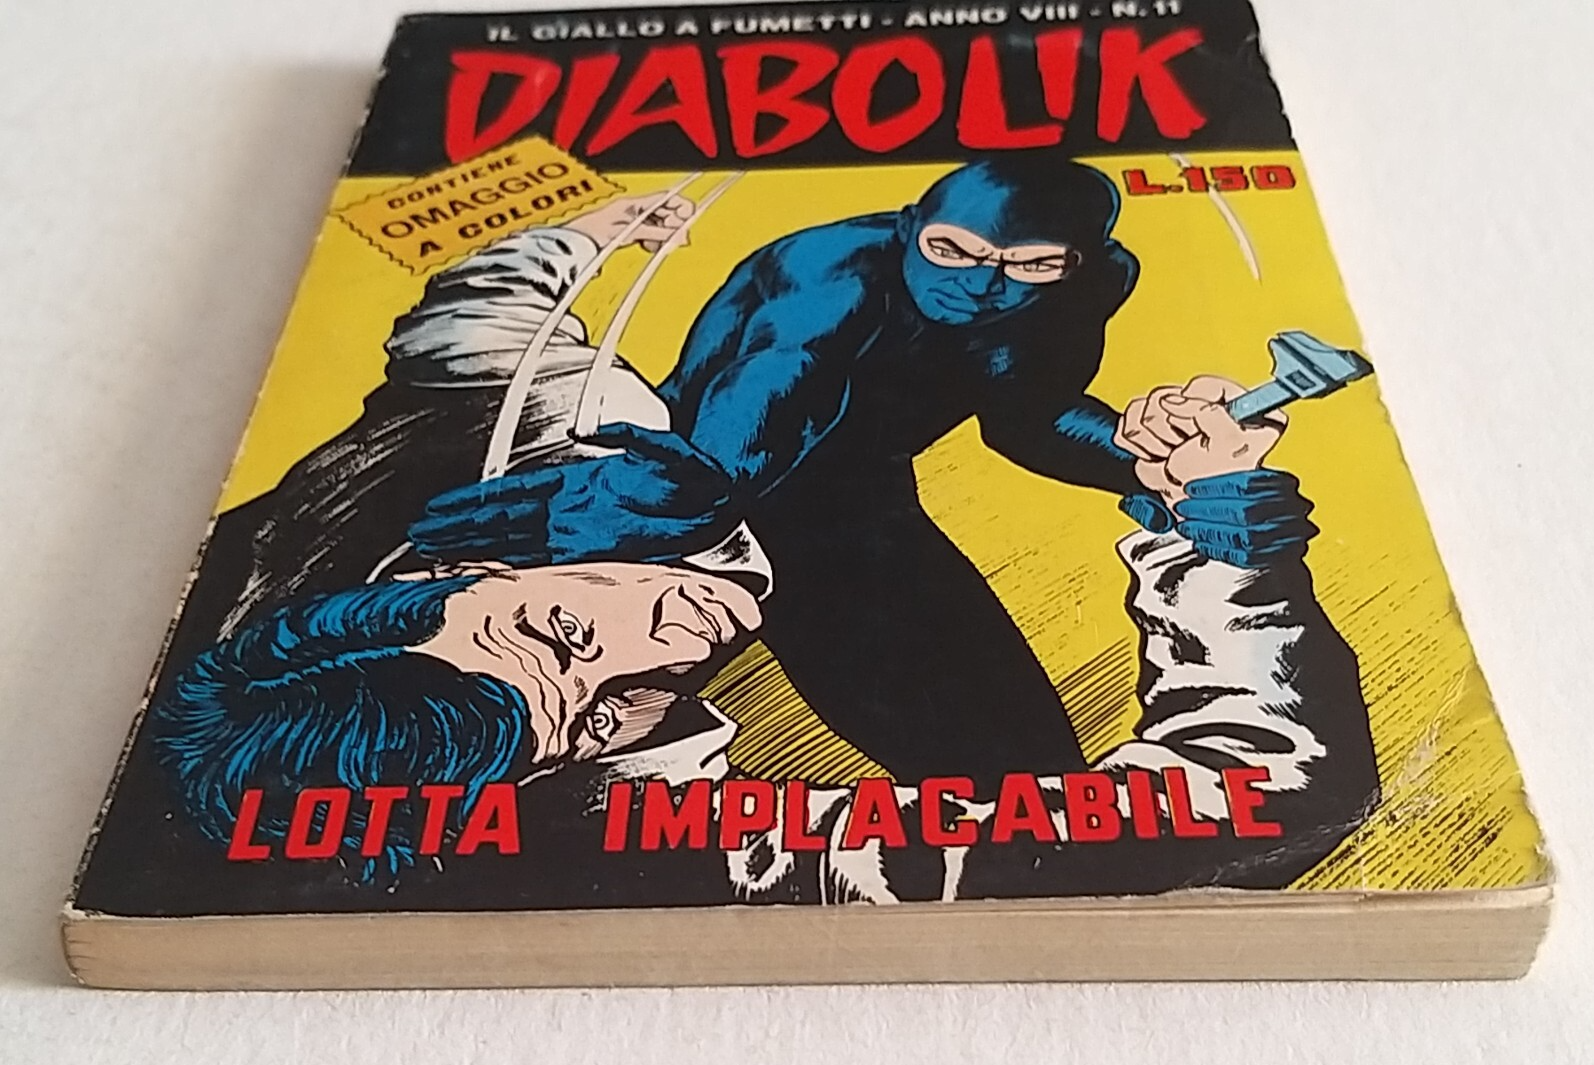 IL GIALLO A FUMETTI - ANNO VIII - N. 11
DIABOLIK
CONTIENE
OMAGGIO
A COLORI
L.150
LOTTA IMPLACABILE